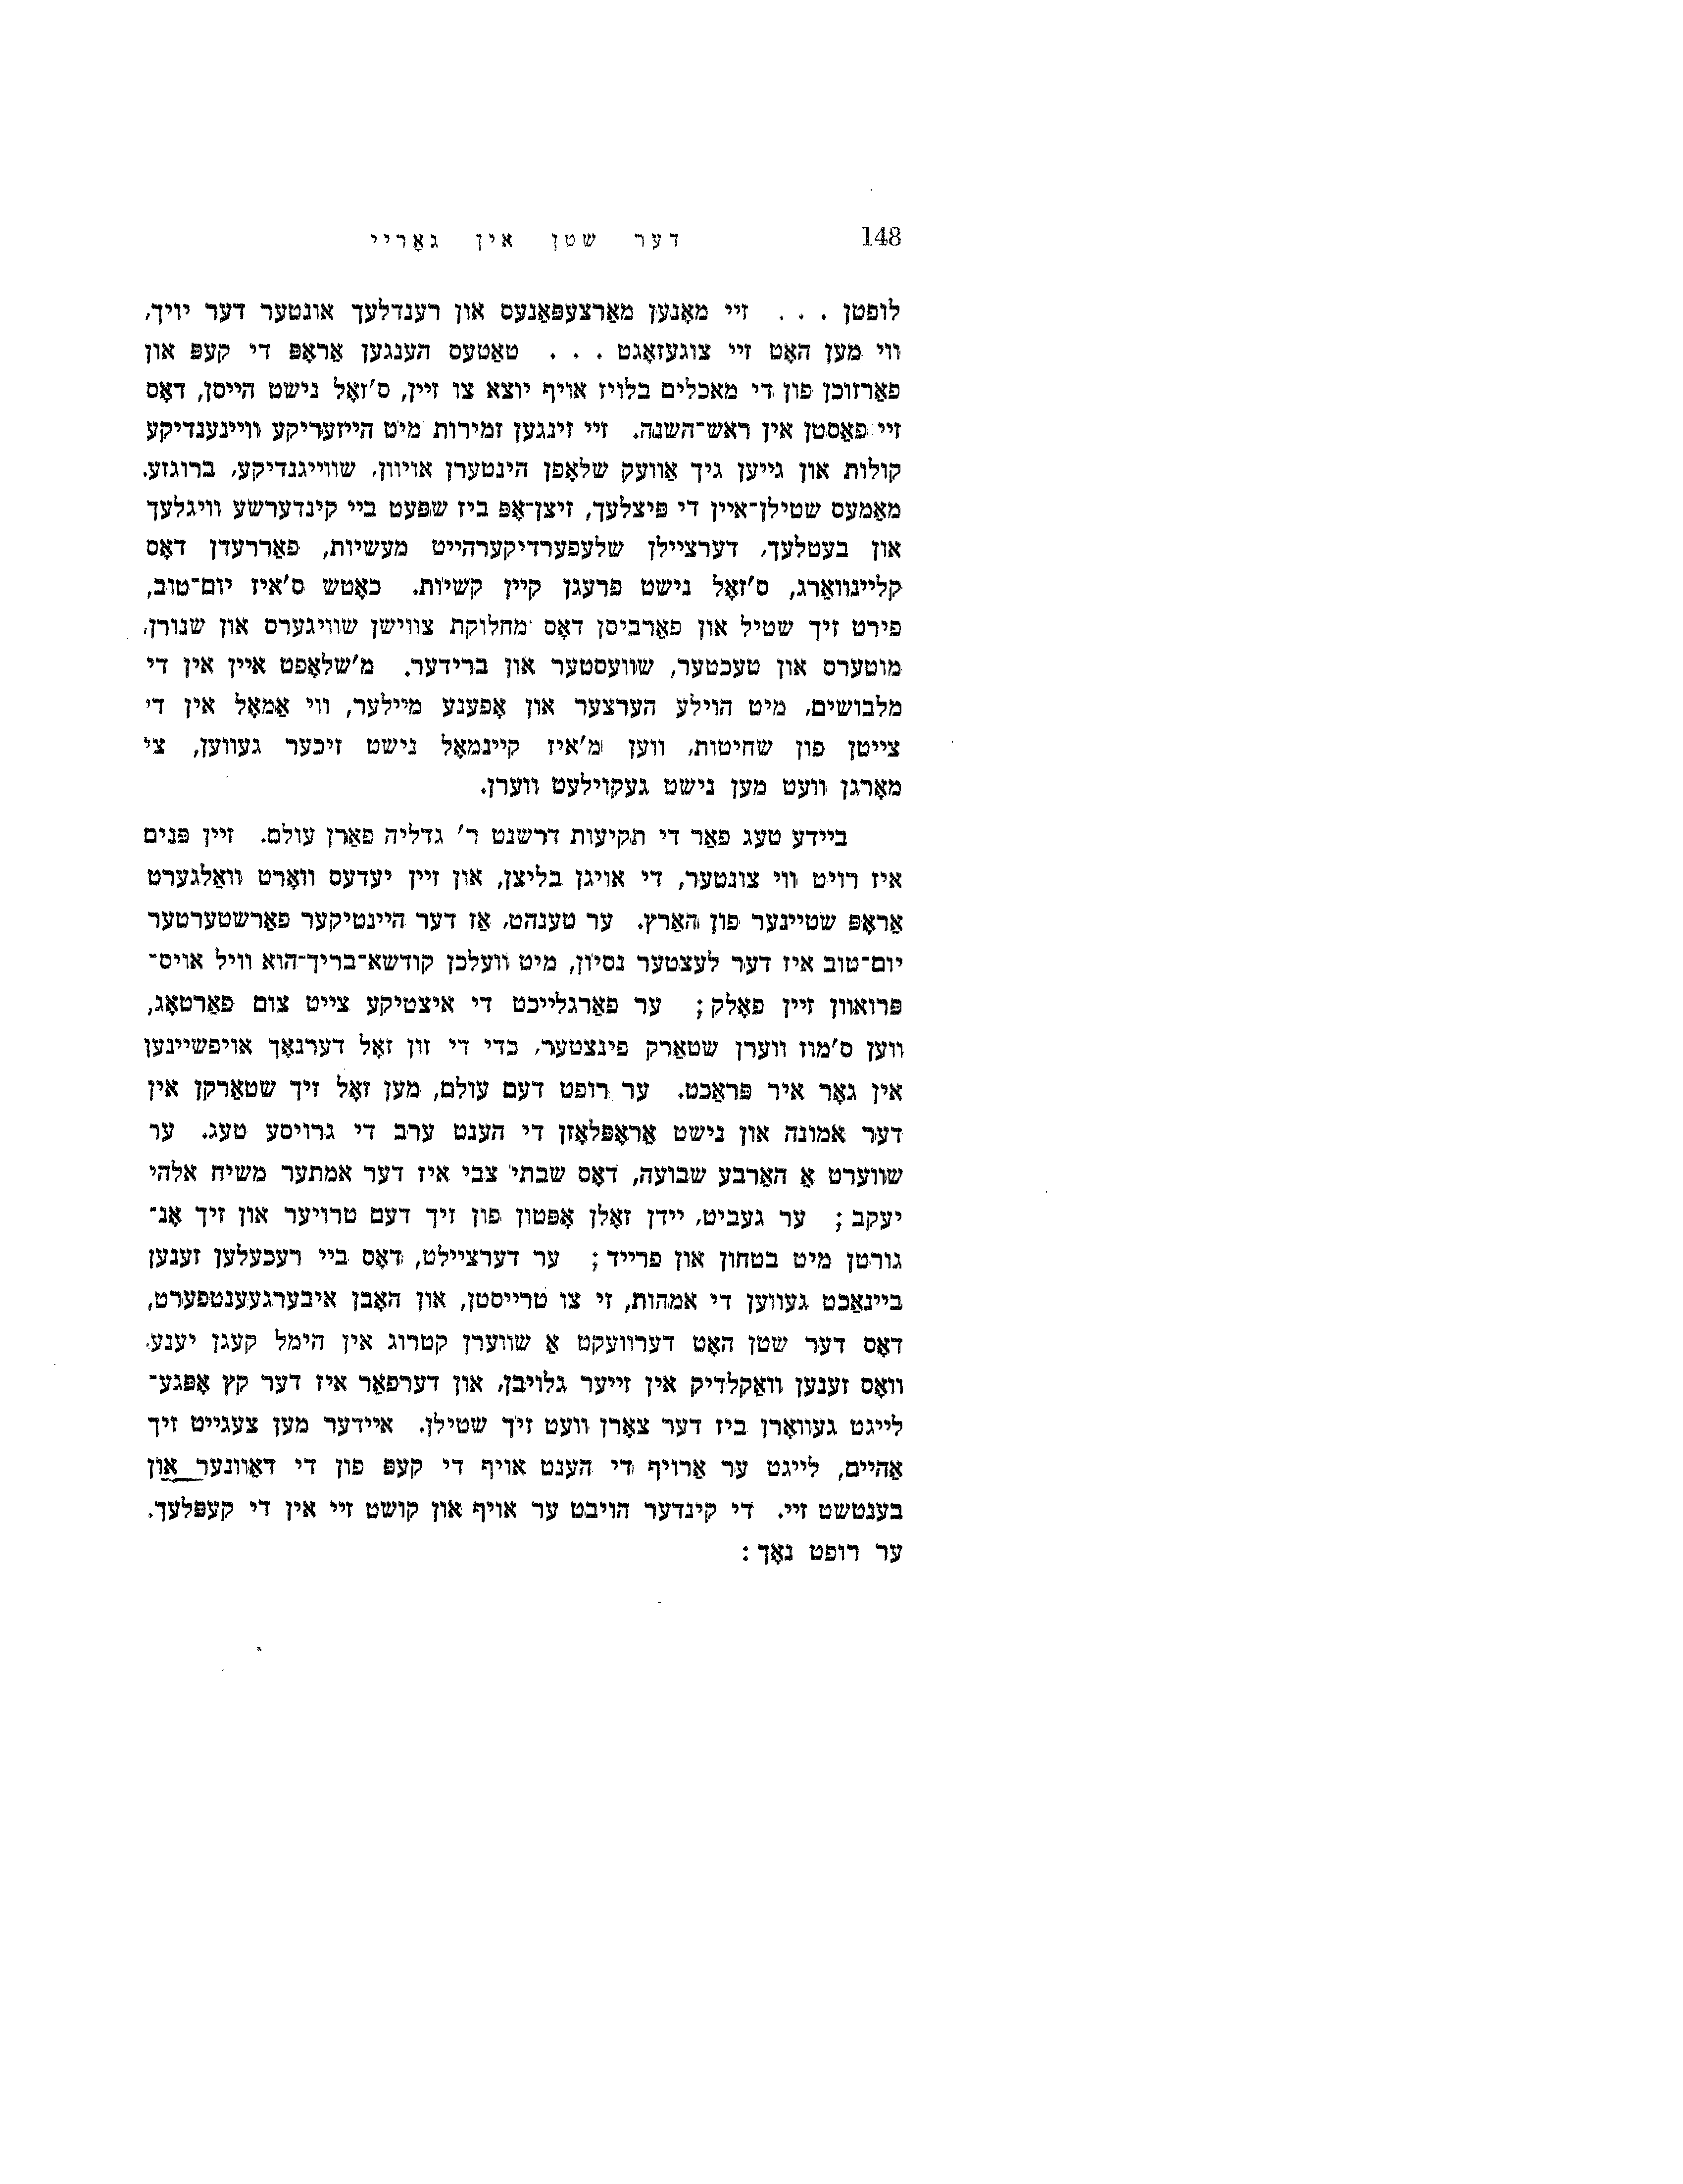 148 דער שטן אין גאָריי
לופטן . . . זיי מאָנען מאַרצעפּאַנעס און רענדלעך אונטער דער יויך,
ווי מען האָט זיי צוגעזאָגט . . . טאַטעס הענגען אַראָפּ די קעפּ און
פאַרזוכן פון די מאכלים בלויז אויף יוצא צו זיין, ס'זאָל נישט הייסן, דאָס
זיי פאַסטן אין ראש־השנה. זיי זינגען זמירות מיט הייזעריקע וויינענדיקע
קולות און גייען גיך אַוועק שלאָפן הינטערן אויוון, שווייגנדיקע, ברוגזע.
מאַמעס שטילן־איין די פּיצלעך, זיצן־אָפּ ביז שפּעט ביי קינדערשע וויגלעך
און בעטלעך, דערציילן שלעפערדיקערהייט מעשיות, פאַררעדן דאָס
קליינוואַרג, ס'זאָל נישט פרעגן קיין קשיות. כאָטש ס'איז יום־טוב,
פירט זיך שטיל און פאַרביסן דאָס מחלוקת צווישן שוויגערס און שנורן,
מוטערס און טעכטער, שוועסטער און ברידער. מ'שלאָפט איין אין די
מלבושים, מיט הוילע הערצער און אָפענע מיילער, ווי אַמאָל אין די
צייטן פון שחיטות, ווען מ'איז קיינמאָל נישט זיכער געווען, צי
מאָרגן וועט מען נישט געקוילעט ווערן.
ביידע טעג פאַר די תקיעות דרשנט ר' גדליה פאַרן עולם. זיין פּנים
איז רויט ווי צונטער, די אויגן בליצן, און זיין יעדעס וואָרט וואַלגערט
אַראָפּ שטיינער פון האַרץ. ער טענהט, אַז דער היינטיקער פאַרשטערטער
יום־טוב איז דער לעצטער נסיון, מיט וועלכן קודשא־בריך־הוא וויל אויס־
פּרואוון זיין פאָלק; ער פאַרגלייכט די איצטיקע צייט צום פאַרטאָג,
ווען ס'מוז ווערן שטאַרק פינצטער, כדי די זון זאָל דערנאָך אויפשיינען
אין גאָר איר פּראַכט. ער רופט דעם עולם, מען זאָל זיך שטאַרקן אין
דער אמונה און נישט אַראָפּלאָזן די הענט ערב די גרויסע טעג. ער
שווערט אַ האַרבע שבועה, דאָס שבתי צבי איז דער אמתער משיח אלהי
יעקב; ער געביט, יידן זאָלן אָפּטון פון זיך דעם טרויער און זיך אָנ־
גורטן מיט בטחון און פרייד; ער דערציילט, דאָס ביי רעכעלען זענען
ביינאַכט געווען די אמהות, זי צו טרייסטן, און האָבן איבערגעענטפערט,
דאָס דער שטן האָט דערוועקט אַ שווערן קטרוג אין הימל קעגן יענע,
וואָס זענען וואַקלדיק אין זייער גלויבן, און דערפאַר איז דער קץ אָפּגע־
לייגט געוואָרן ביז דער צאָרן וועט זיך שטילן. איידער מען צעגייט זיך
אַהיים, לייגט ער אַרויף די הענט אויף די קעפּ פון די דאַוונער און
בענטשט זיי. די קינדער הויבט ער אויף און קושט זיי אין די קעפּלעך.
ער רופט נאָך: